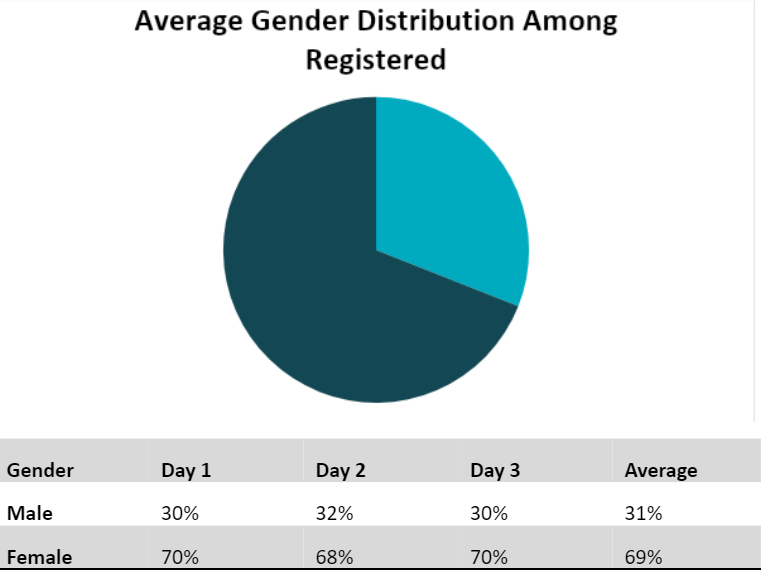 Average Gender Distribution Among
Registered
Gender Day 1 Day 2 Day 3 Average
Male 30% 32% 30% 31%
Female 70% 68% 70% 69%